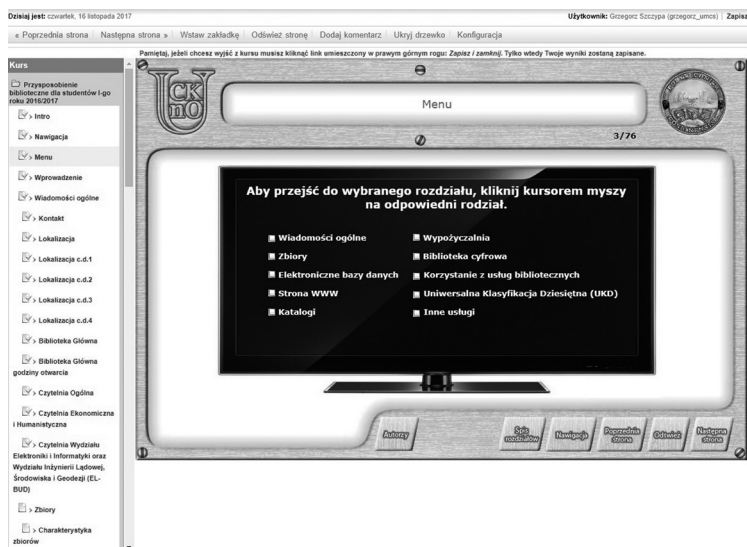 Dzisiaj jest: czwartek, 16 listopada 2017
Użytkownik: Grzegorz Szczypa (grzegorz_umcs) Zapisz
« Poprzednia strona Następna strona » Wstaw zakładkę Odśwież stronę Dodaj komentarz Ukryj drzewko Konfiguracja
Pamiętaj, jeżeli chcesz wyjść z kursu musisz kliknąć link umieszczony w prawym górnym rogu: Zapisz i zamknij. Tylko wtedy Twoje wyniki zostaną zapisane.
Kurs
Przysposobienie
biblioteczne dla studentów I-go
roku 2016/2017
> Intro
> Nawigacja
> Menu
> Wprowadzenie
> Wiadomości ogólne
> Kontakt
> Lokalizacja
> Lokalizacja c.d.1
> Lokalizacja c.d.2
> Lokalizacja c.d.3
> Lokalizacja c.d.4
> Biblioteka Główna
> Biblioteka Główna
godziny otwarcia
> Czytelnia Ogólna
> Czytelnia Ekonomiczna
i Humanistyczna
> Czytelnia Wydziału
Elektroniki i Informatyki oraz
Wydziału Inżynierii Lądowej,
Środowiska i Geodezji (EL-
BUD)
> Zbiory
> Charakterystyka
zbiorów
UCKNO
Menu
3/76
Aby przejść do wybranego rozdziału, kliknij kursorem myszy
na odpowiedni rodział.
Wiadomości ogólne
Zbiory
Elektroniczne bazy danych
Strona WWW
Katalogi
Wypożyczalnia
Biblioteka cyfrowa
Korzystanie z usług bibliotecznych
Uniwersalna Klasyfikacja Dziesiętna (UKD)
Inne usługi
Autorzy
Spis
rozdziałów
Nawigacja
Poprzednia
strona
Odśwież
Następna
strona